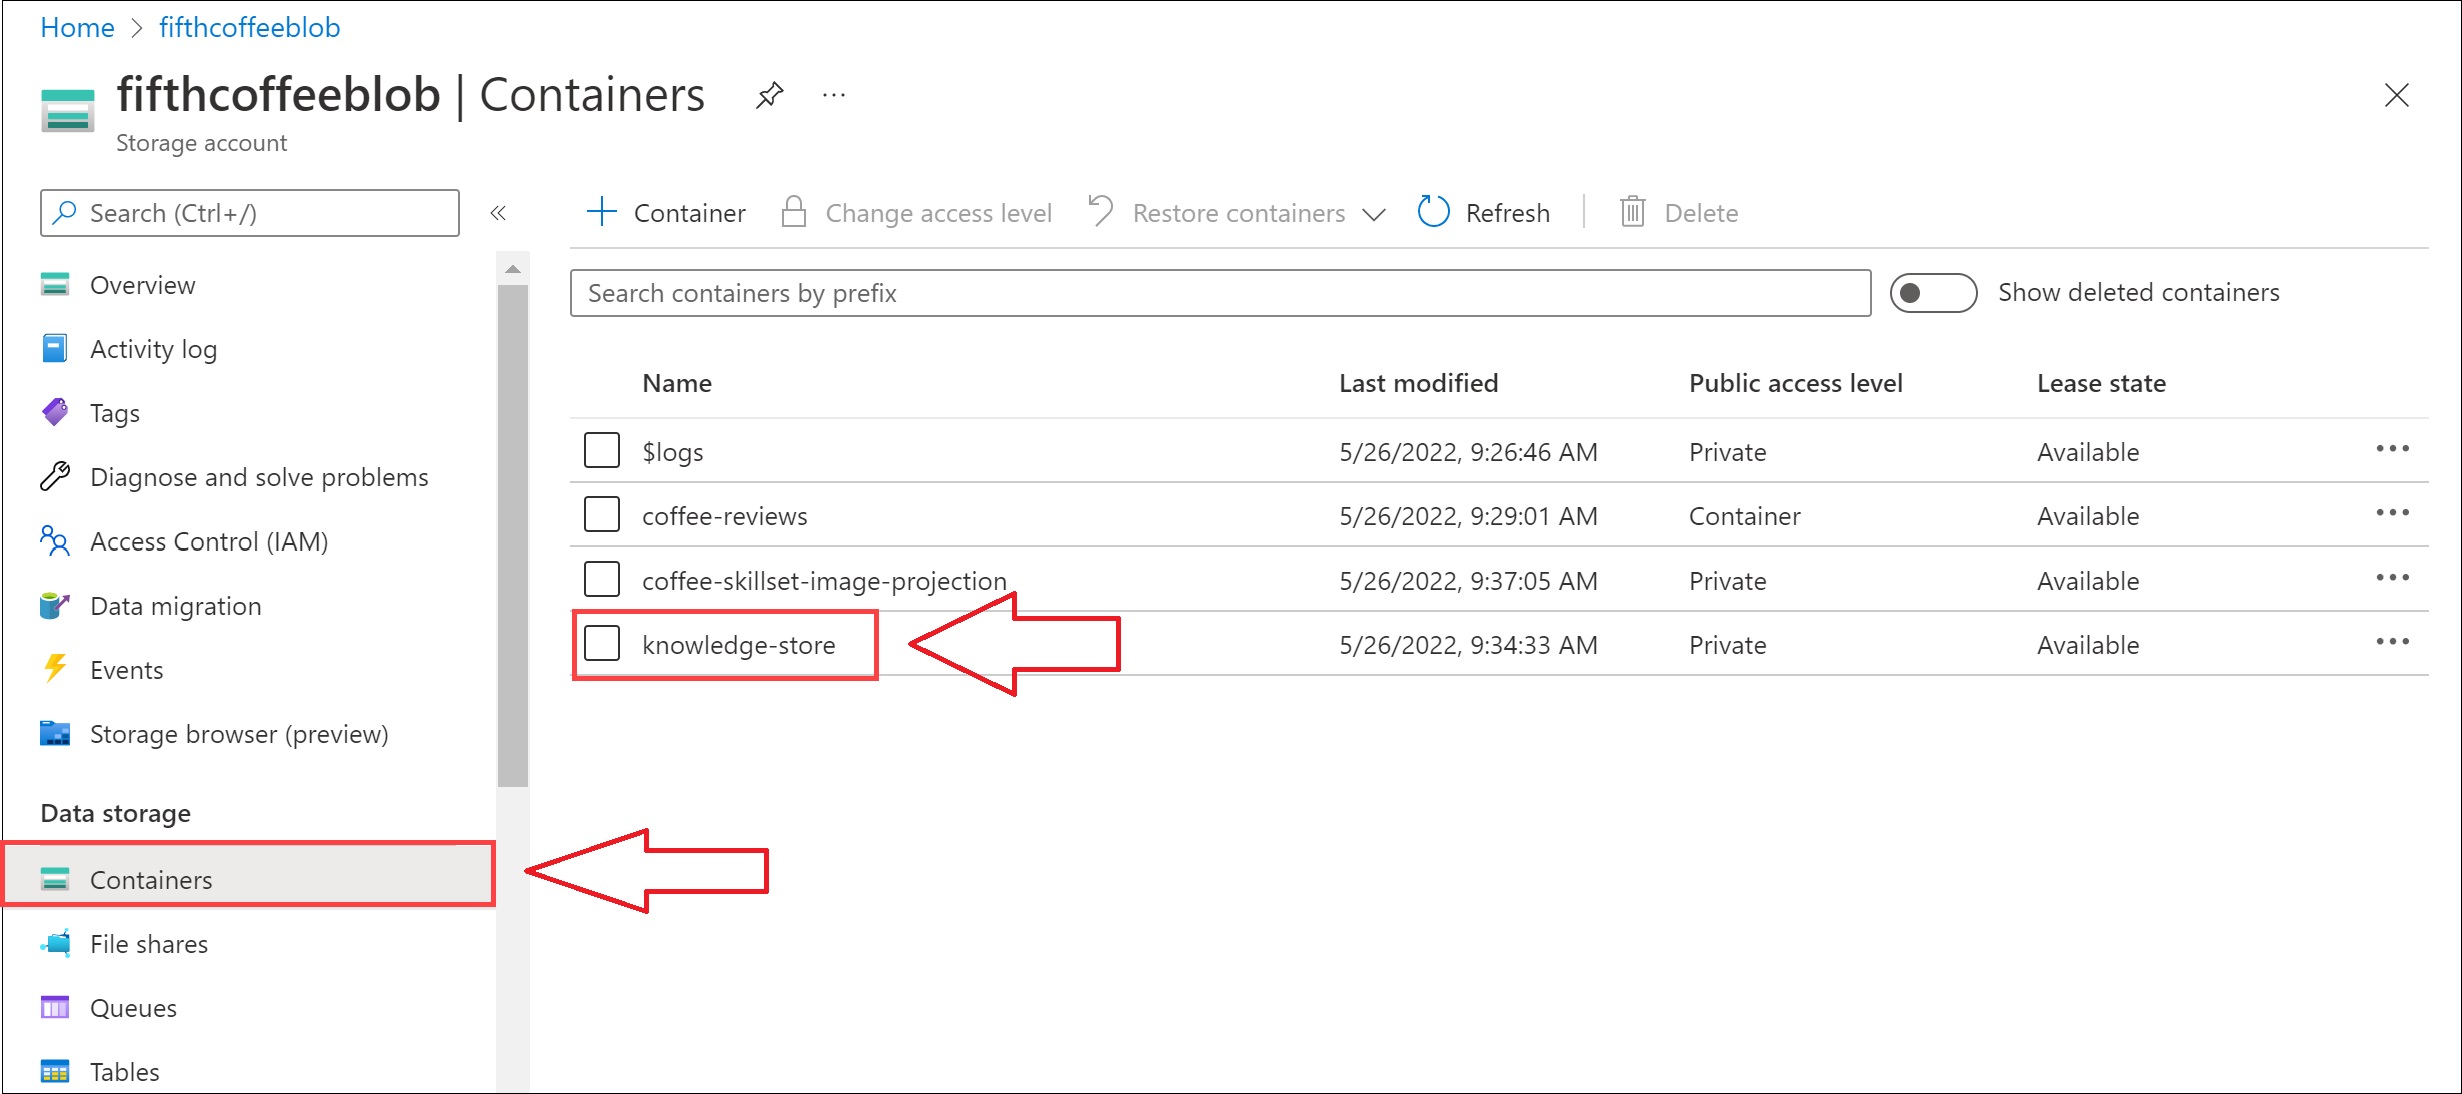 Home > fifthcoffeeblob
fifthcoffeeblob | Containers ...
Storage account
Search (Ctrl+/) «
Overview
Activity log
Tags
Diagnose and solve problems
Access Control (IAM)
Data migration
Events
Storage browser (preview)
Data storage
Containers
File shares
Queues
Tables
+ Container Change access level Restore containers Refresh Delete
Search containers by prefix Show deleted containers
Name Last modified Public access level Lease state
$logs 5/26/2022, 9:26:46 AM Private Available ...
coffee-reviews 5/26/2022, 9:29:01 AM Container Available ...
coffee-skillset-image-projection 5/26/2022, 9:37:05 AM Private Available ...
knowledge-store 5/26/2022, 9:34:33 AM Private Available ...